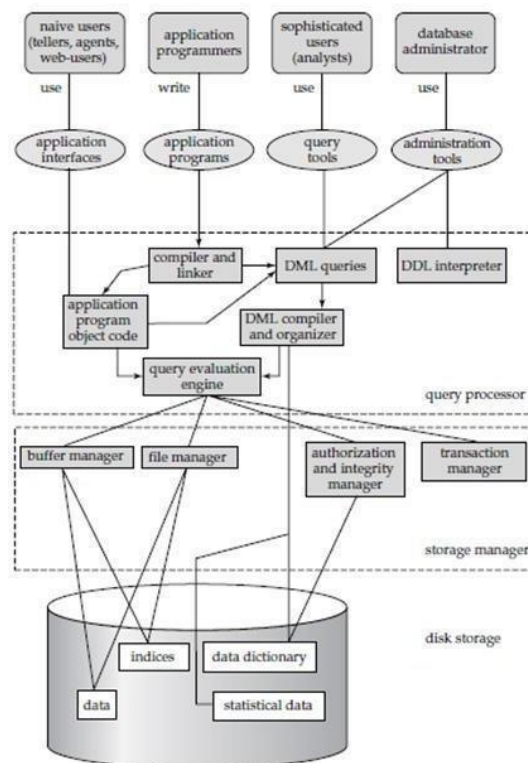 naive users
(tellers, agents,
web-users)
application
programmers
sophisticated
users
(analysts)
database
administrator
use
write
use
use
application
interfaces
application
programs
query
tools
administration
tools
compiler and
linker
DML queries
DDL interpreter
application
program
object code
DML compiler
and organizer
query evaluation
engine
query processor
buffer manager
file manager
authorization
and integrity
manager
transaction
manager
storage manager
disk storage
indices
data dictionary
data
statistical data